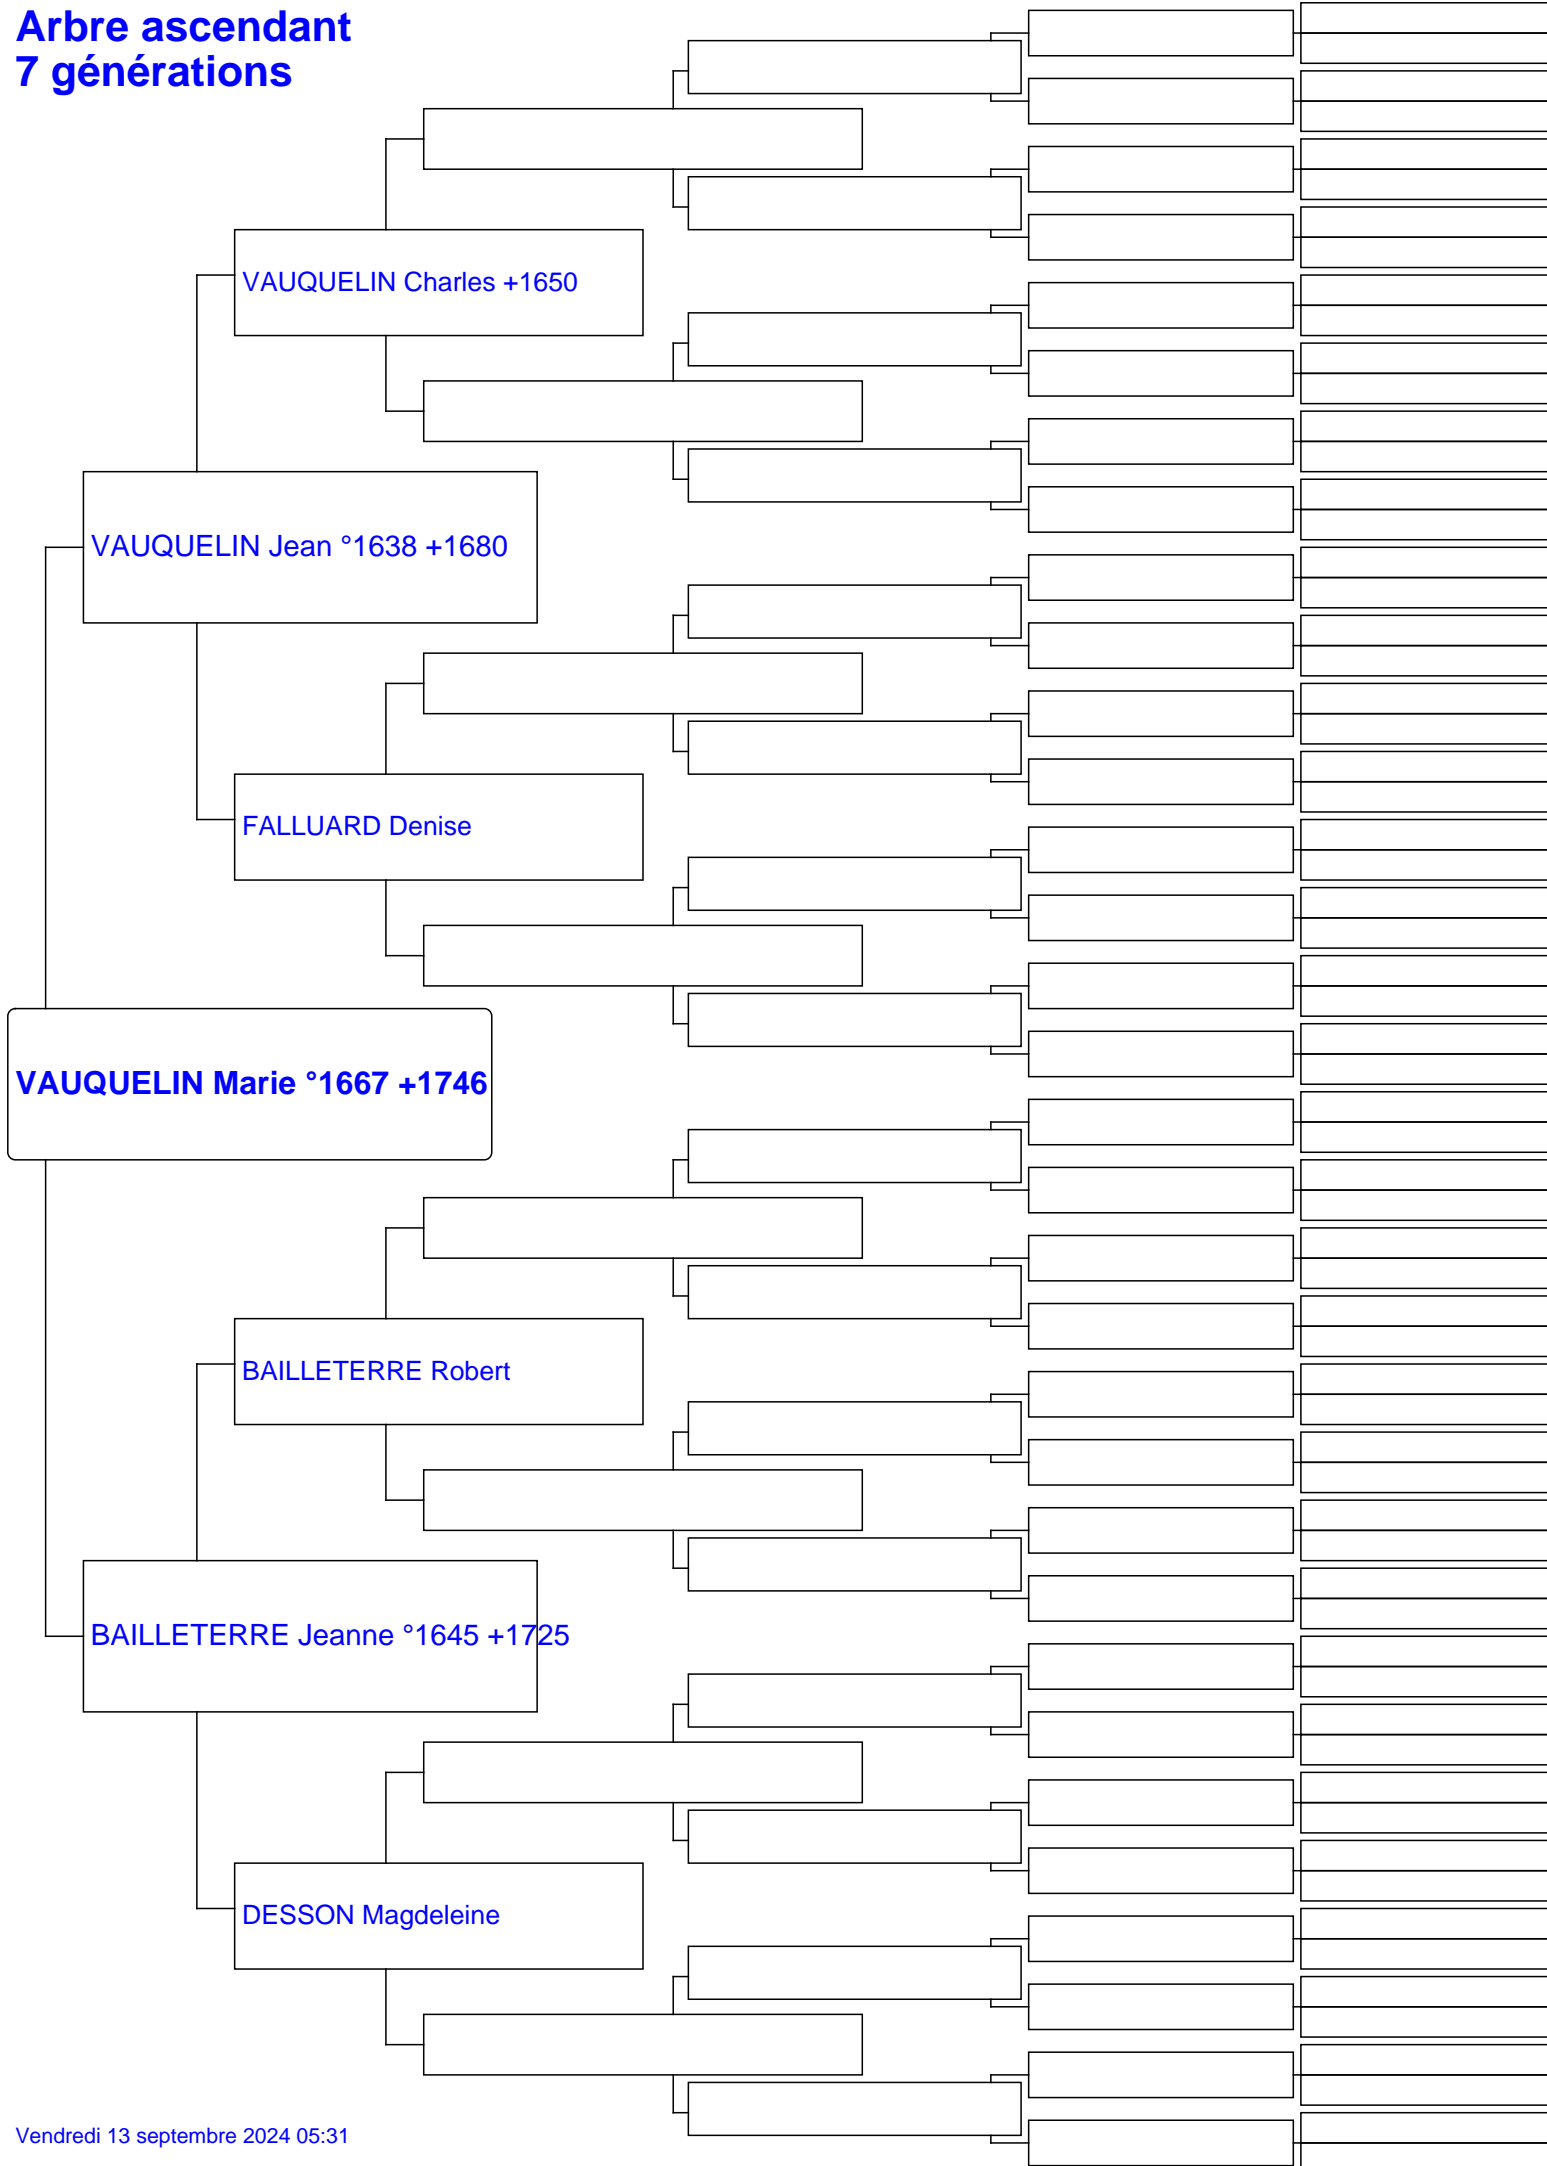 Arbre ascendant
7 générations
VAUQUELIN Charles +1650
VAUQUELIN Jean °1638 +1680
FALLUARD Denise
VAUQUELIN Marie °1667 +1746
BAILLETERRE Robert
BAILLETERRE Jeanne °1645 +1725
DESSON Magdeleine
Vendredi 13 septembre 2024 05:31